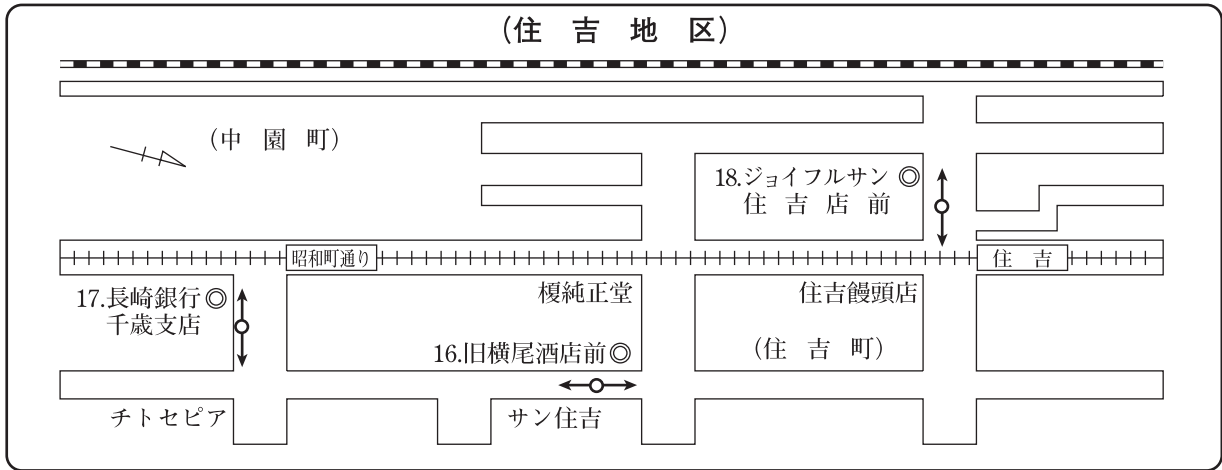 (住吉地区)
(中園町)
18.ジョイフルサン◎
住吉店前
昭和町通り
住吉
17.長崎銀行◎
千歳支店
榎純正堂
住吉饅頭店
16.旧横尾酒店前◎
(住吉町)
チトセピア
サン住吉